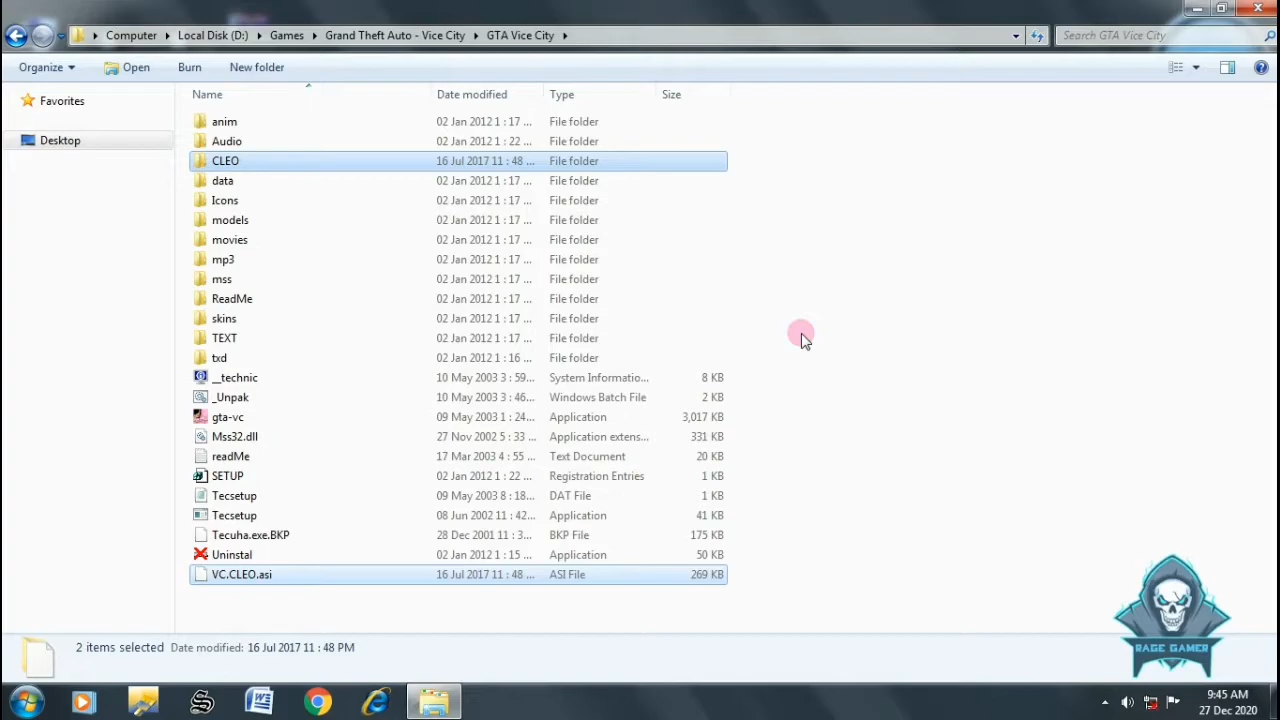 Computer ▸ Local Disk (D:) ▸ Games ▸ Grand Theft Auto - Vice City ▸ GTA Vice City ▸
Search GTA Vice City
Organize Open Burn New folder
Favorites
Desktop
Name Date modified Type Size
anim 02 Jan 2012 1 : 17 ... File folder
Audio 02 Jan 2012 1 : 22 ... File folder
CLEO 16 Jul 2017 11 : 48 ... File folder
data 02 Jan 2012 1 : 17 ... File folder
Icons 02 Jan 2012 1 : 17 ... File folder
models 02 Jan 2012 1 : 17 ... File folder
movies 02 Jan 2012 1 : 17 ... File folder
mp3 02 Jan 2012 1 : 17 ... File folder
mss 02 Jan 2012 1 : 17 ... File folder
ReadMe 02 Jan 2012 1 : 17 ... File folder
skins 02 Jan 2012 1 : 17 ... File folder
TEXT 02 Jan 2012 1 : 17 ... File folder
txd 02 Jan 2012 1 : 16 ... File folder
__technic 10 May 2003 3 : 59... System Informatio... 8 KB
_Unpak 10 May 2003 3 : 46... Windows Batch File 2 KB
gta-vc 09 May 2003 1 : 24... Application 3,017 KB
Mss32.dll 27 Nov 2002 5 : 33 ... Application extens... 331 KB
readMe 17 Mar 2003 4 : 55 ... Text Document 20 KB
SETUP 02 Jan 2012 1 : 22 ... Registration Entries 1 KB
Tecsetup 09 May 2003 8 : 18... DAT File 1 KB
Tecsetup 08 Jun 2002 11 : 42... Application 41 KB
Tecuha.exe.BKP 28 Dec 2001 11 : 3... BKP File 175 KB
Uninstal 02 Jan 2012 1 : 15 ... Application 50 KB
VC.CLEO.asi 16 Jul 2017 11 : 48 ... ASI File 269 KB
2 items selected Date modified: 16 Jul 2017 11 : 48 PM
RAGE GAMER
9:45 AM
27 Dec 2020